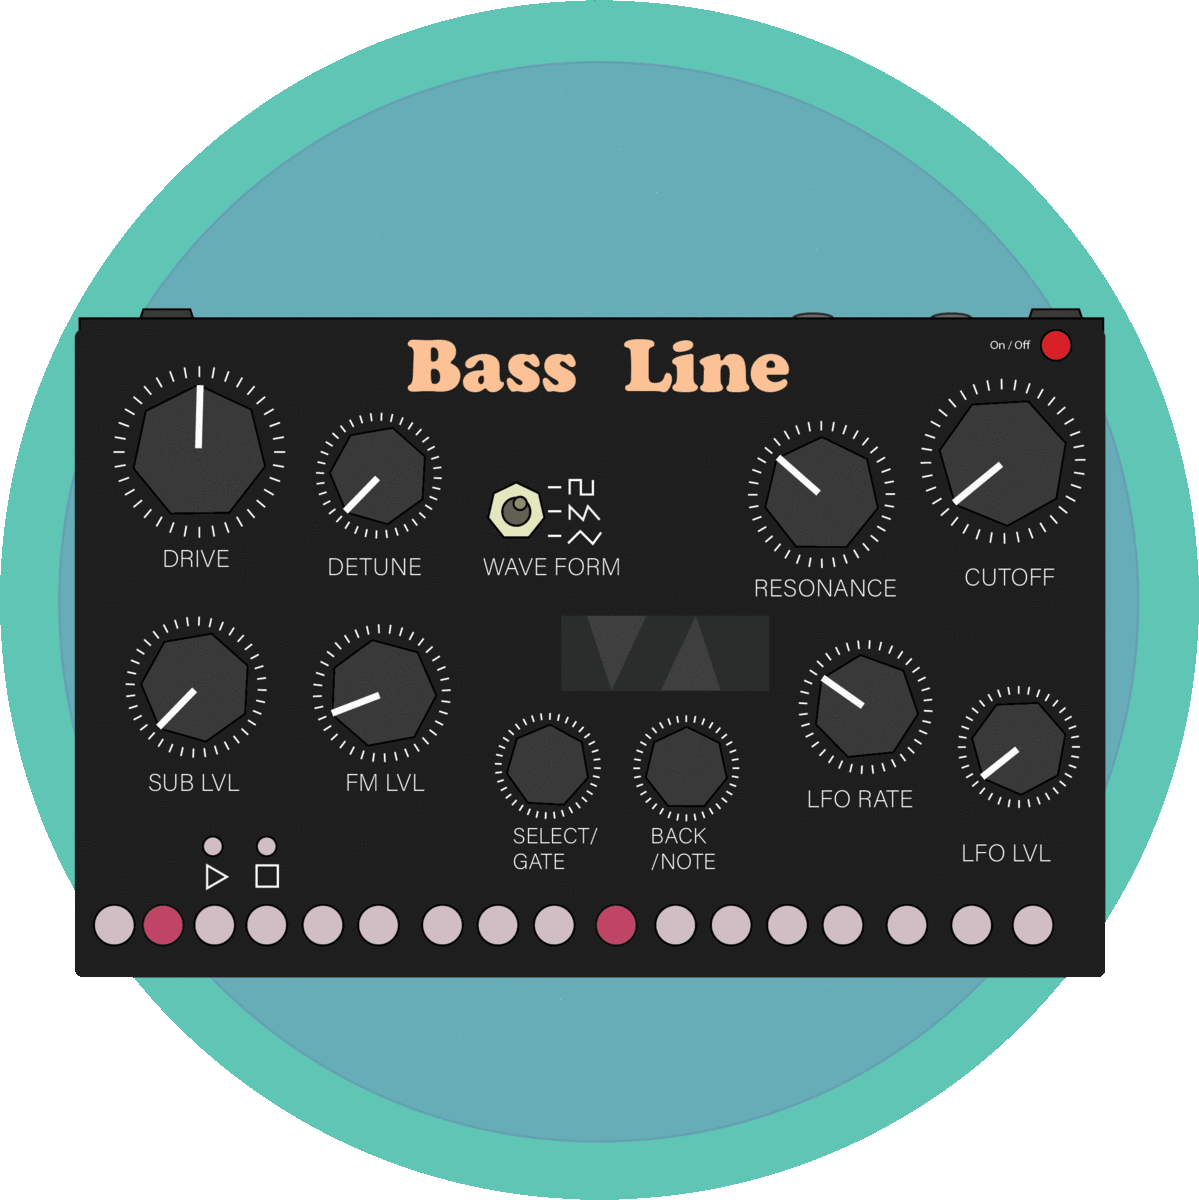 Bass Line
On / Off
DRIVE
DETUNE
WAVE FORM
RESONANCE
CUTOFF
SUB LVL
FM LVL
SELECT/
GATE
BACK
/NOTE
LFO RATE
LFO LVL